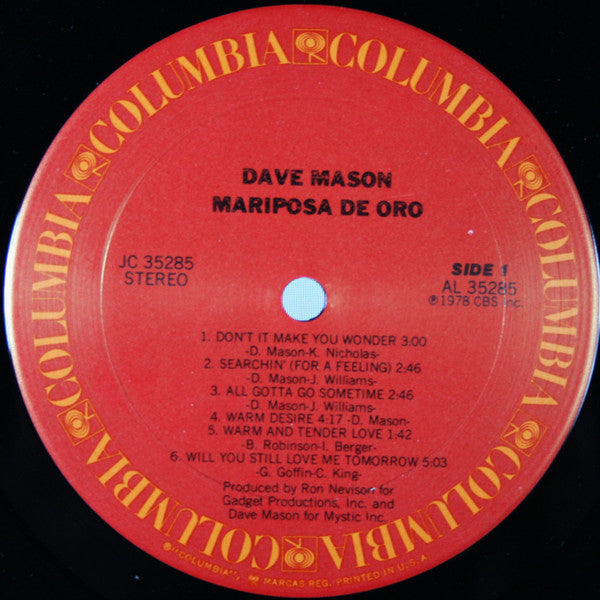 COLUMBIA COLUMBIA COLUMBIA COLUMBIA COLUMBIA COLUMBIA
DAVE MASON
MARIPOSA DE ORO
JC 35285
STEREO
SIDE 1
AL 35285
℗ 1978 CBS Inc.
1. DON'T IT MAKE YOU WONDER 3:00
-D. Mason-K. Nicholas-
2. SEARCHIN' (FOR A FEELING) 2:46
-D. Mason-J. Williams-
3. ALL GOTTA GO SOMETIME 2:46
-D. Mason-J. Williams-
4. WARM DESIRE 4:17 -D. Mason-
5. WARM AND TENDER LOVE 1:42
-B. Robinson-I. Berger-
6. WILL YOU STILL LOVE ME TOMORROW 5:03
-G. Goffin-C. King-
Produced by Ron Nevison for
Gadget Productions, Inc. and
Dave Mason for Mystic Inc.
"COLUMBIA", MARCAS REG. PRINTED IN U.S.A.